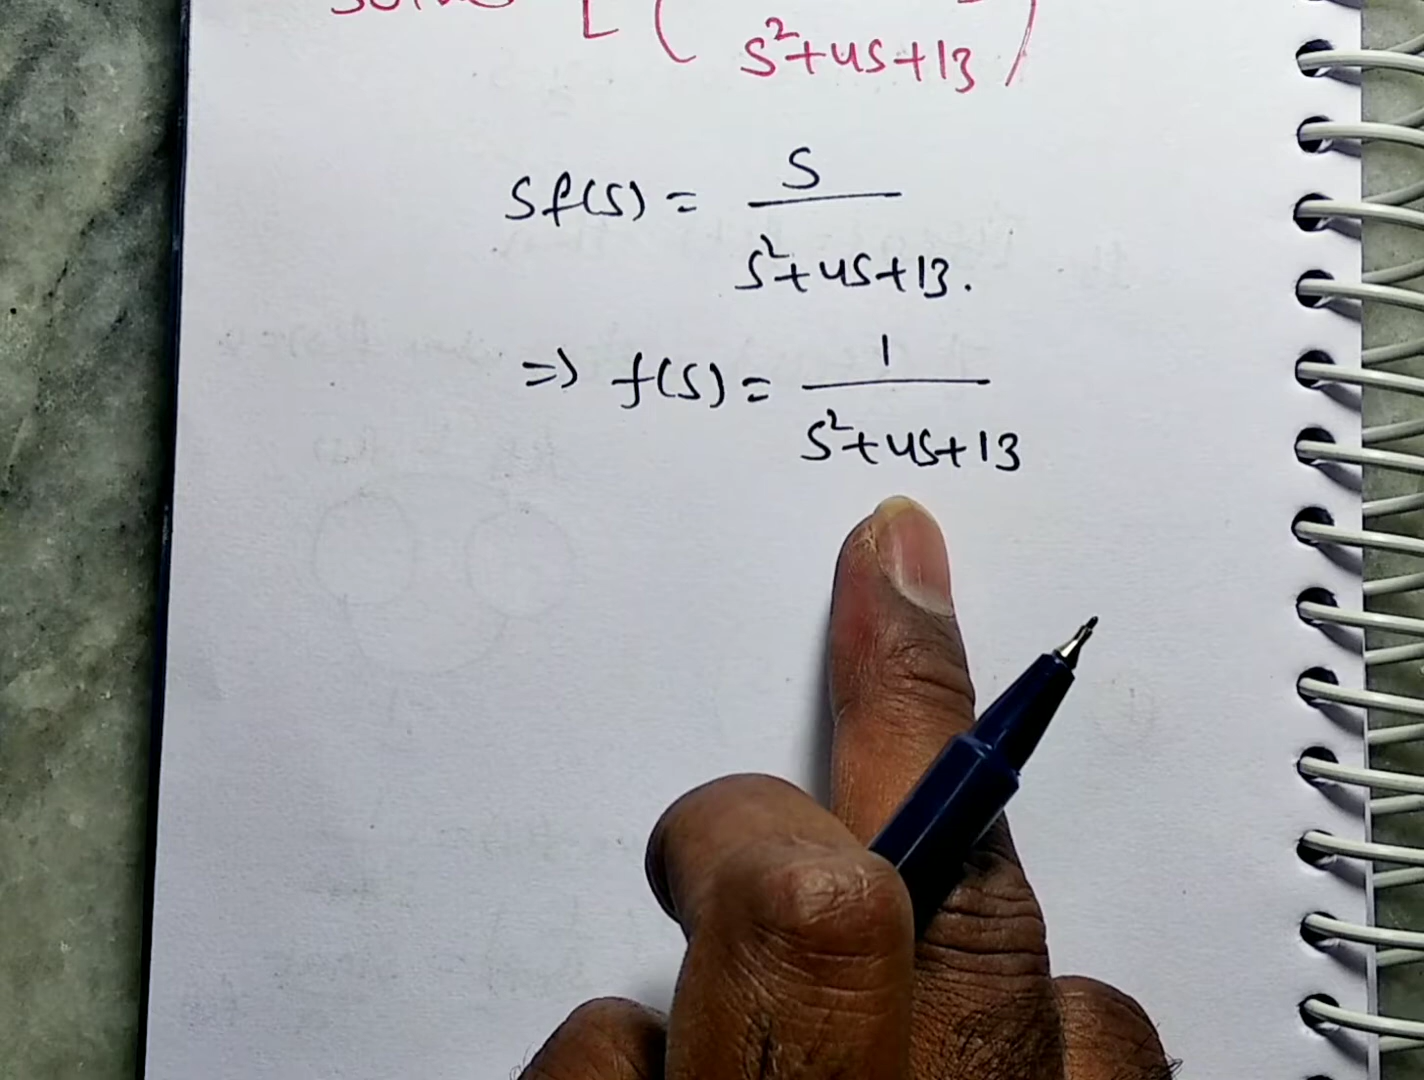 L (
s²+4s+13 )
Sf(s) = s / s²+4s+13.
=> f(s) = 1 / s²+4s+13